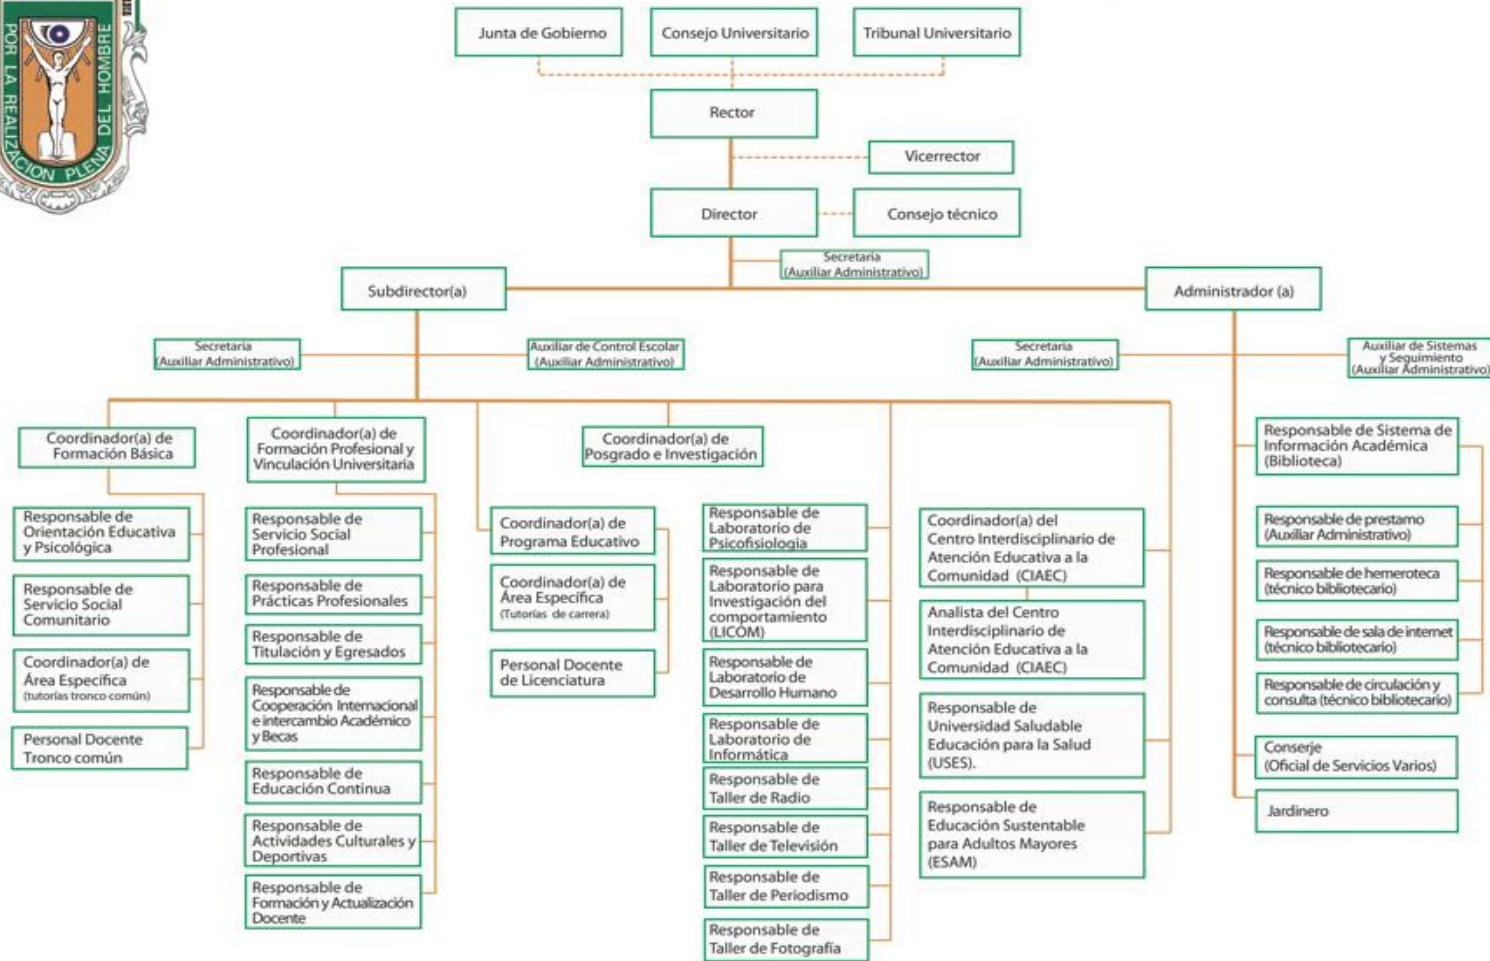 POR LA REALIZACION PLENA DEL HOMBRE
Junta de Gobierno
Consejo Universitario
Tribunal Universitario
Rector
Vicerrector
Director
Consejo técnico
Secretaria
(Auxiliar Administrativo)
Subdirector(a)
Administrador (a)
Secretaria
(Auxiliar Administrativo)
Auxiliar de Control Escolar
(Auxiliar Administrativo)
Secretaria
(Auxiliar Administrativo)
Auxiliar de Sistemas
y Seguimiento
(Auxiliar Administrativo)
Coordinador(a) de
Formación Básica
Responsable de
Orientación Educativa
y Psicológica
Responsable de
Servicio Social
Comunitario
Coordinador(a) de
Área Específica
(tutorías tronco común)
Personal Docente
Tronco común
Coordinador(a) de
Formación Profesional y
Vinculación Universitaria
Responsable de
Servicio Social
Profesional
Responsable de
Prácticas Profesionales
Responsable de
Titulación y Egresados
Responsable de
Cooperación Internacional
e intercambio Académico
y Becas
Responsable de
Educación Continua
Responsable de
Actividades Culturales y
Deportivas
Responsable de
Formación y Actualización
Docente
Coordinador(a) de
Programa Educativo
Coordinador(a) de
Área Específica
(Tutorías de carrera)
Personal Docente
de Licenciatura
Coordinador(a) de
Posgrado e Investigación
Responsable de
Laboratorio de
Psicofisiologia
Responsable de
Laboratorio para
Investigación del
comportamiento
(LICOM)
Responsable de
Laboratorio de
Desarrollo Humano
Responsable de
Laboratorio de
Informática
Responsable de
Taller de Radio
Responsable de
Taller de Televisión
Responsable de
Taller de Periodismo
Responsable de
Taller de Fotografía
Coordinador(a) del
Centro Interdisciplinario de
Atención Educativa a la
Comunidad (CIAEC)
Analista del Centro
Interdisciplinario de
Atención Educativa a la
Comunidad (CIAEC)
Responsable de
Universidad Saludable
Educación para la Salud
(USES).
Responsable de
Educación Sustentable
para Adultos Mayores
(ESAM)
Responsable de Sistema de
Información Académica
(Biblioteca)
Responsable de prestamo
(Auxiliar Administrativo)
Responsable de hemeroteca
(técnico bibliotecario)
Responsable de sala de internet
(técnico bibliotecario)
Responsable de circulación y
consulta (técnico bibliotecario)
Conserje
(Oficial de Servicios Varios)
Jardinero